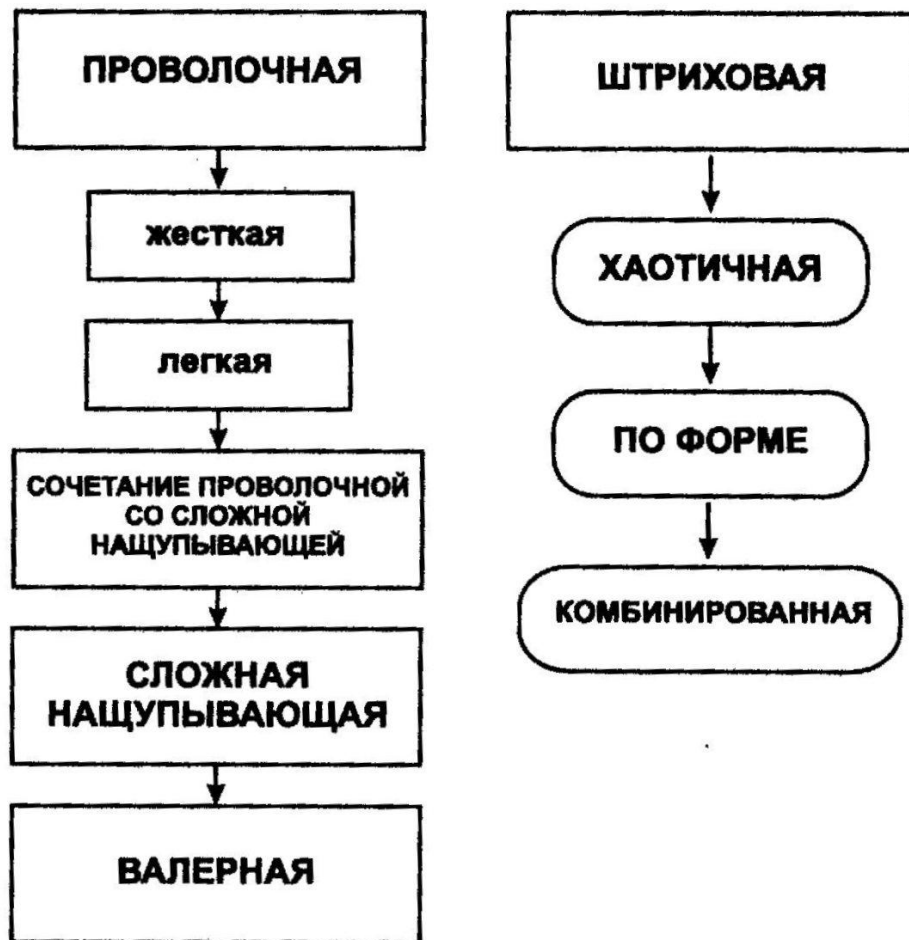 ПРОВОЛОЧНАЯ
жесткая
легкая
СОЧЕТАНИЕ ПРОВОЛОЧНОЙ
СО СЛОЖНОЙ
НАЩУПЫВАЮЩЕЙ
СЛОЖНАЯ
НАЩУПЫВАЮЩАЯ
ВАЛЕРНАЯ
ШТРИХОВАЯ
ХАОТИЧНАЯ
ПО ФОРМЕ
КОМБИНИРОВАННАЯ